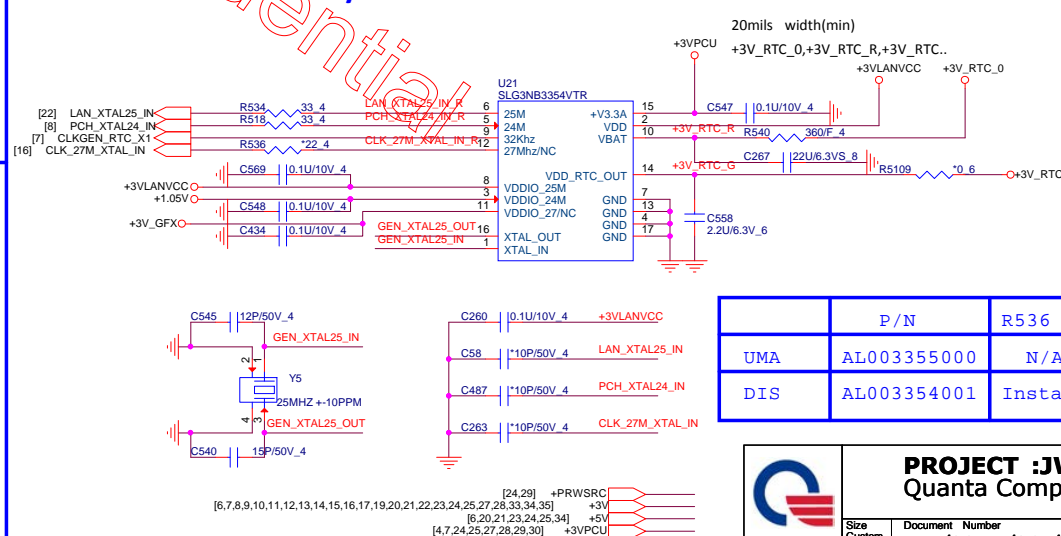 ential
20mils width(min)
+3V_RTC_0,+3V_RTC_R,+3V_RTC..
+3VPCU
+3VLANVCC
+3V_RTC_0
U21
SLG3NB3354VTR
[22] LAN_XTAL25_IN
R534 33_4
LAN_XTAL25_IN_R
6 25M
+V3.3A 15
C547 0.1U/10V_4
[8] PCH_XTAL24_IN
R518 33_4
PCH_XTAL24_IN_R
5 24M
VDD 2
[7] CLKGEN_RTC_X1
9 32Khz
VBAT 10
+3V_RTC_R
R540 360/F_4
[16] CLK_27M_XTAL_IN
R536 *22_4
CLK_27M_XTAL_IN_R
12 27Mhz/NC
C267 22U/6.3VS_8
C569 0.1U/10V_4
VDD_RTC_OUT 14
+3V_RTC_G
R5109 *0_6
+3V_RTC
+3VLANVCC
8 VDDIO_25M
+1.05V
3 VDDIO_24M
GND 7
C548 0.1U/10V_4
11 VDDIO_27/NC
GND 13
+3V_GFX
GND 4
C434 0.1U/10V_4
GEN_XTAL25_OUT
16 XTAL_OUT
GND 17
GEN_XTAL25_IN
1 XTAL_IN
C558
2.2U/6.3V_6
C545 12P/50V_4
GEN_XTAL25_IN
2 1
Y5
25MHZ +-10PPM
4 3
GEN_XTAL25_OUT
C540 15P/50V_4
C260 0.1U/10V_4 +3VLANVCC
C58 *10P/50V_4 LAN_XTAL25_IN
C487 *10P/50V_4 PCH_XTAL24_IN
C263 *10P/50V_4 CLK_27M_XTAL_IN
P/N R536
UMA AL003355000 N/A
DIS AL003354001 Insta
[24,29] +PRWSRC
[6,7,8,9,10,11,12,13,14,15,16,17,19,20,21,22,23,24,25,27,28,33,34,35] +3V
[6,20,21,23,24,25,34] +5V
[4,7,24,25,27,28,29,30] +3VPCU
PROJECT :JW
Quanta Comp
Size Document Number
Custom